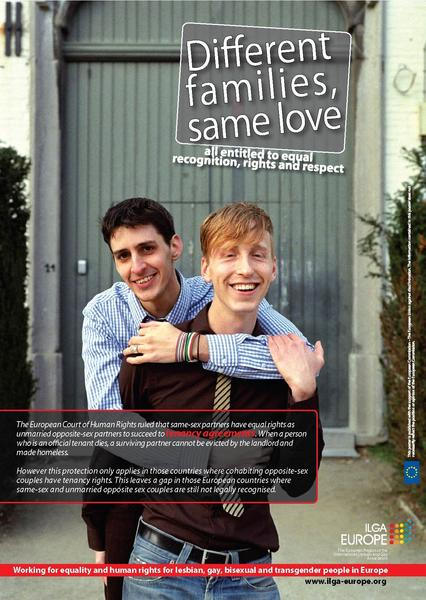 Different
families,
same love
all entitled to equal
recognition, rights and respect
11
The European Court of Human Rights ruled that same-sex partners have equal rights as
unmarried opposite-sex partners to succeed to tenancy agreements. When a person
who is an official tenant dies, a surviving partner cannot be evicted by the landlord and
made homeless.
However this protection only applies in those countries where cohabiting opposite-sex
couples have tenancy rights. This leaves a gap in those European countries where
same-sex and unmarried opposite sex couples are still not legally recognised.
ILGA
EUROPE
Working for equality and human rights for lesbian, gay, bisexual and transgender people in Europe
www.ilga-europe.org